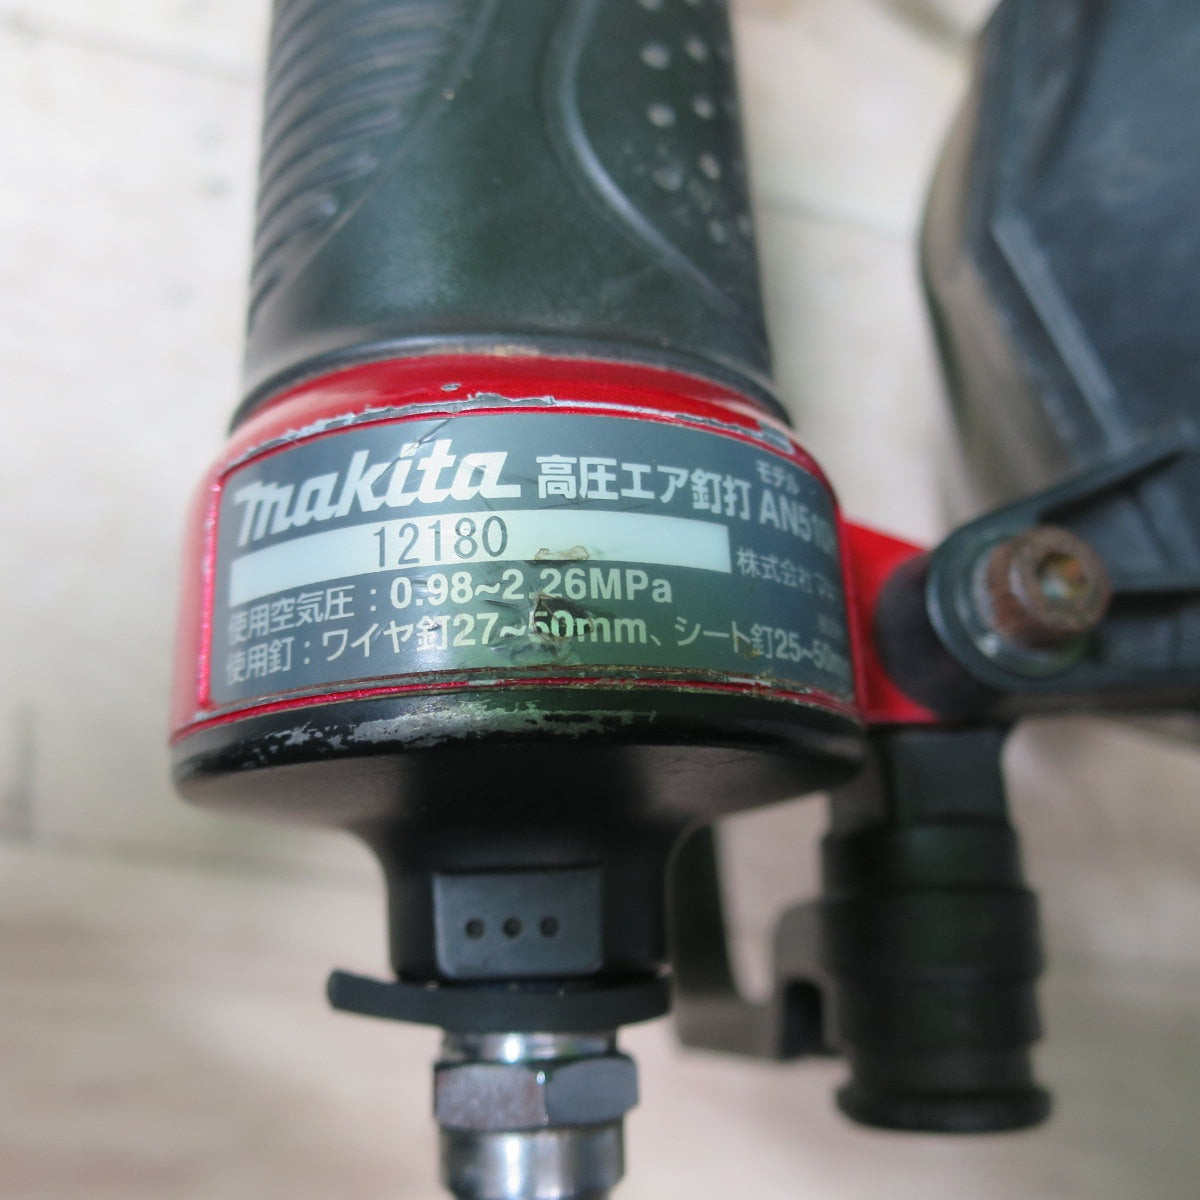 makita 高圧エア釘打 モデル
12180 株式会社
使用空気圧：0.98~2.26MPa
使用釘：ワイヤ釘27~50mm、シート釘25~50mm